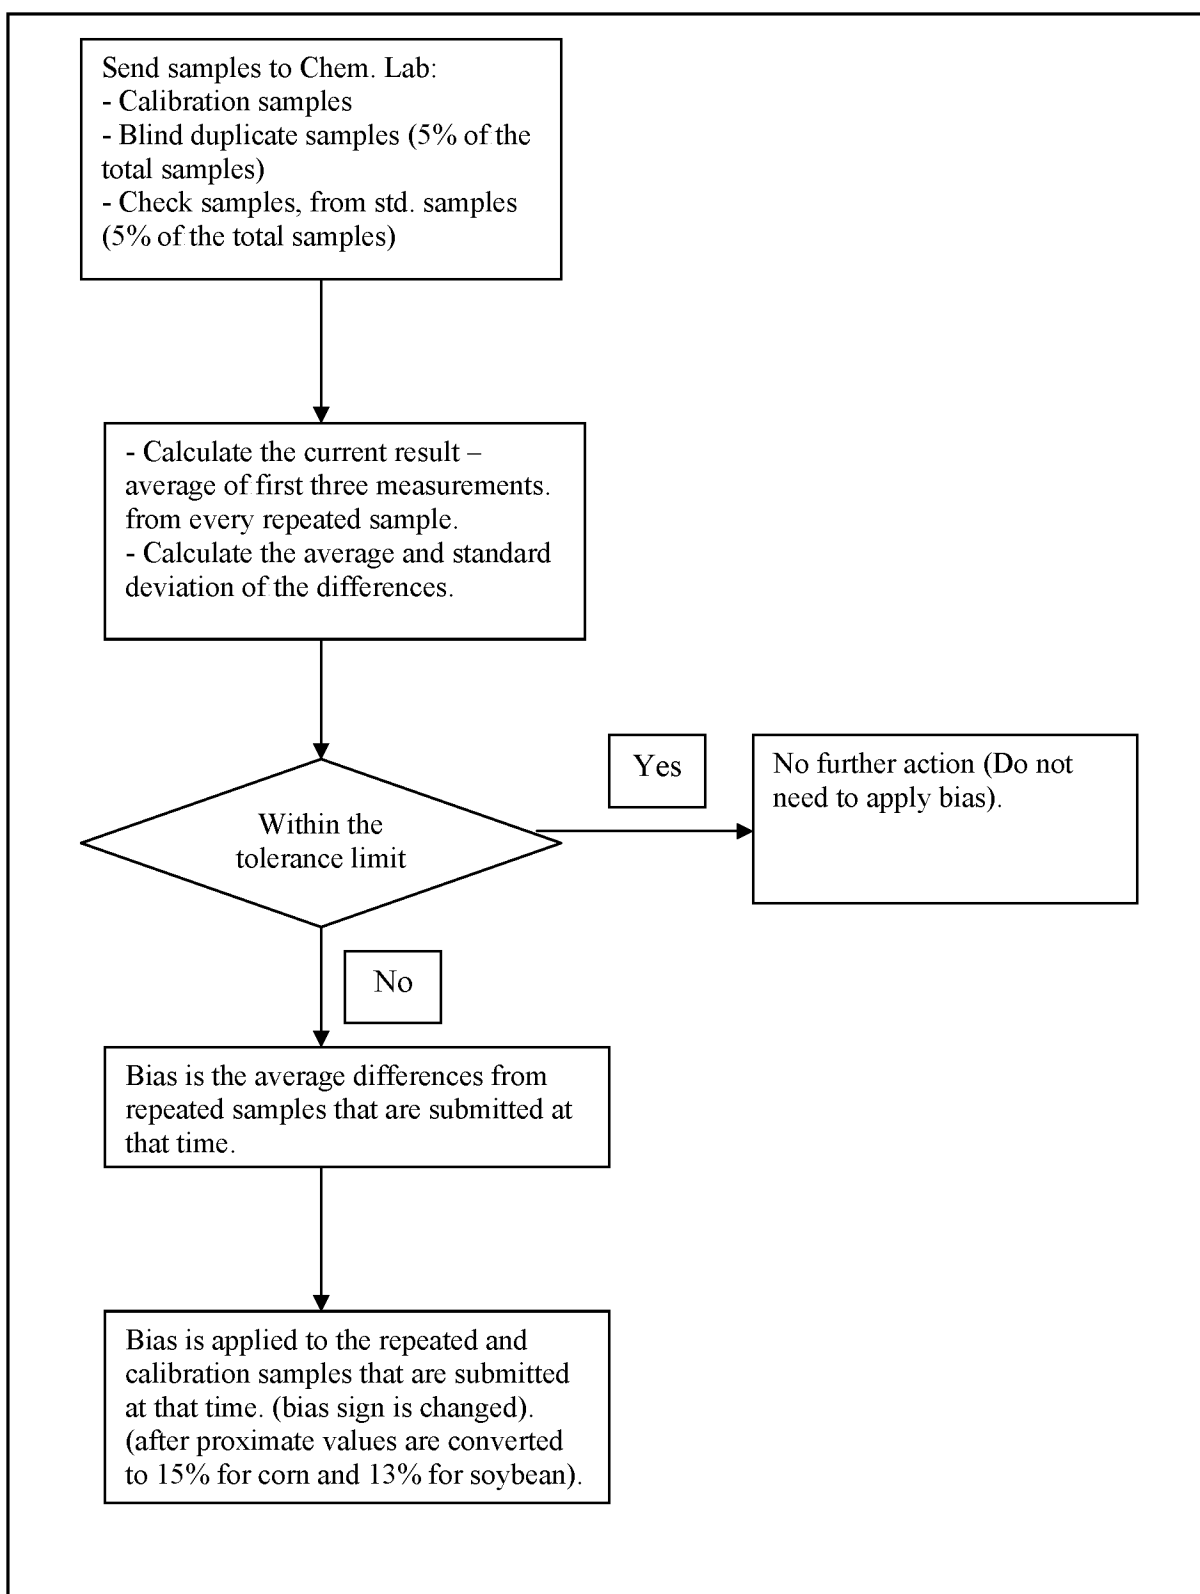 Send samples to Chem. Lab:
- Calibration samples
- Blind duplicate samples (5% of the
total samples)
- Check samples, from std. samples
(5% of the total samples)
- Calculate the current result –
average of first three measurements.
from every repeated sample.
- Calculate the average and standard
deviation of the differences.
Within the
tolerance limit
Yes
No further action (Do not
need to apply bias).
No
Bias is the average differences from
repeated samples that are submitted at
that time.
Bias is applied to the repeated and
calibration samples that are submitted
at that time. (bias sign is changed).
(after proximate values are converted
to 15% for corn and 13% for soybean).